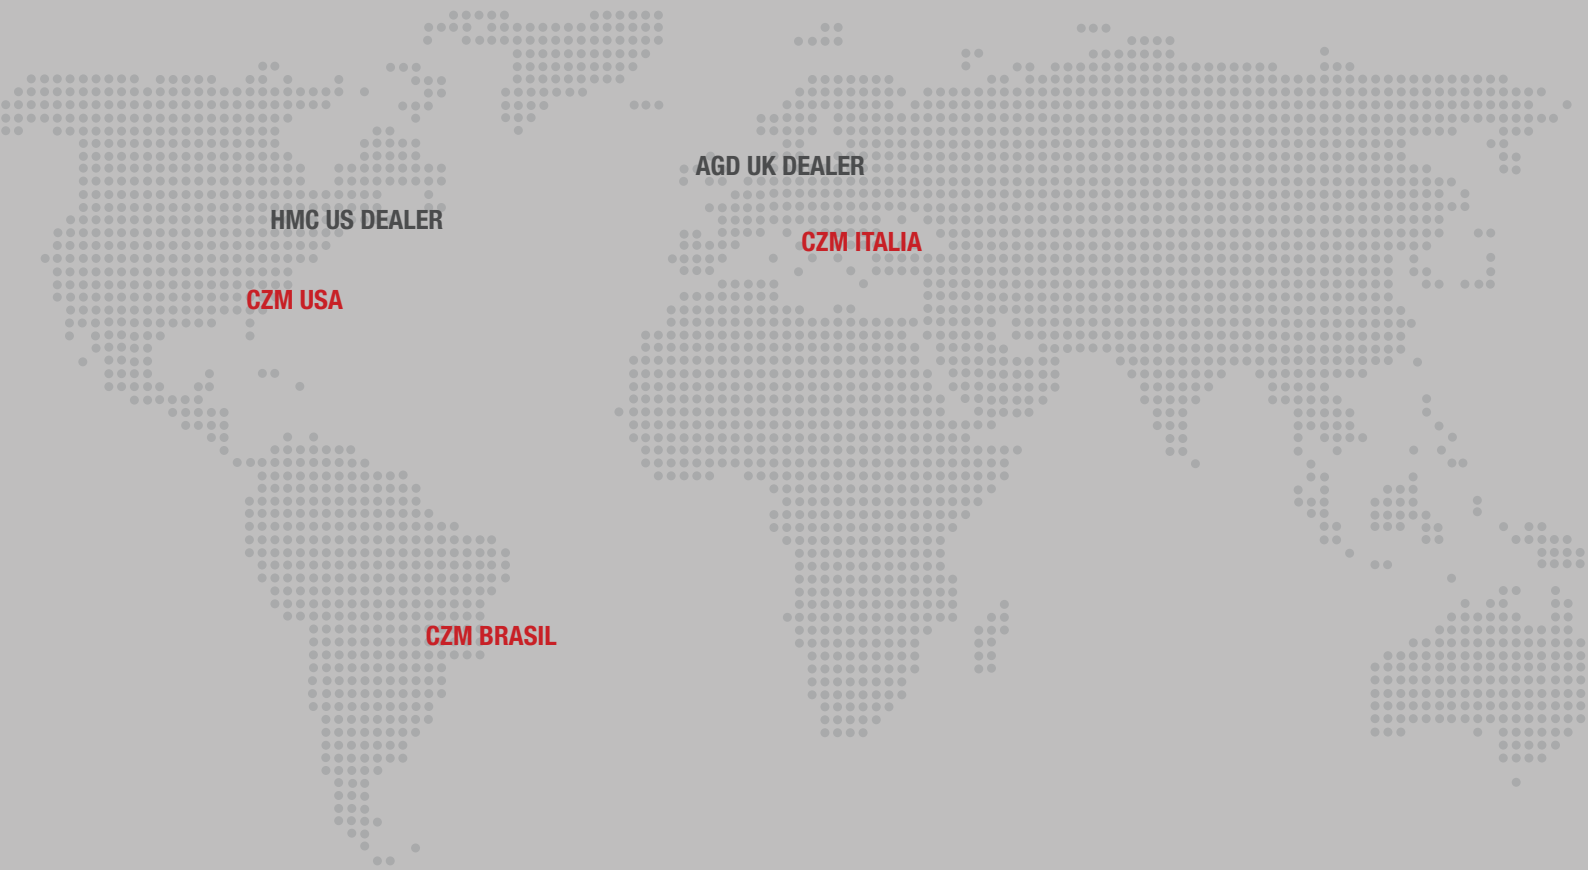 AGD UK DEALER
HMC US DEALER
CZM ITALIA
CZM USA
CZM BRASIL